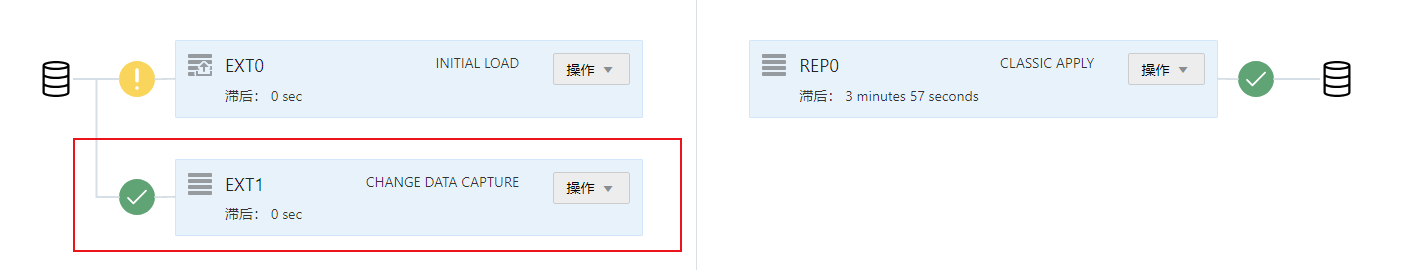 EXT0 INITIAL LOAD 操作
滞后： 0 sec
EXT1 CHANGE DATA CAPTURE 操作
滞后： 0 sec
REP0 CLASSIC APPLY 操作
滞后： 3 minutes 57 seconds